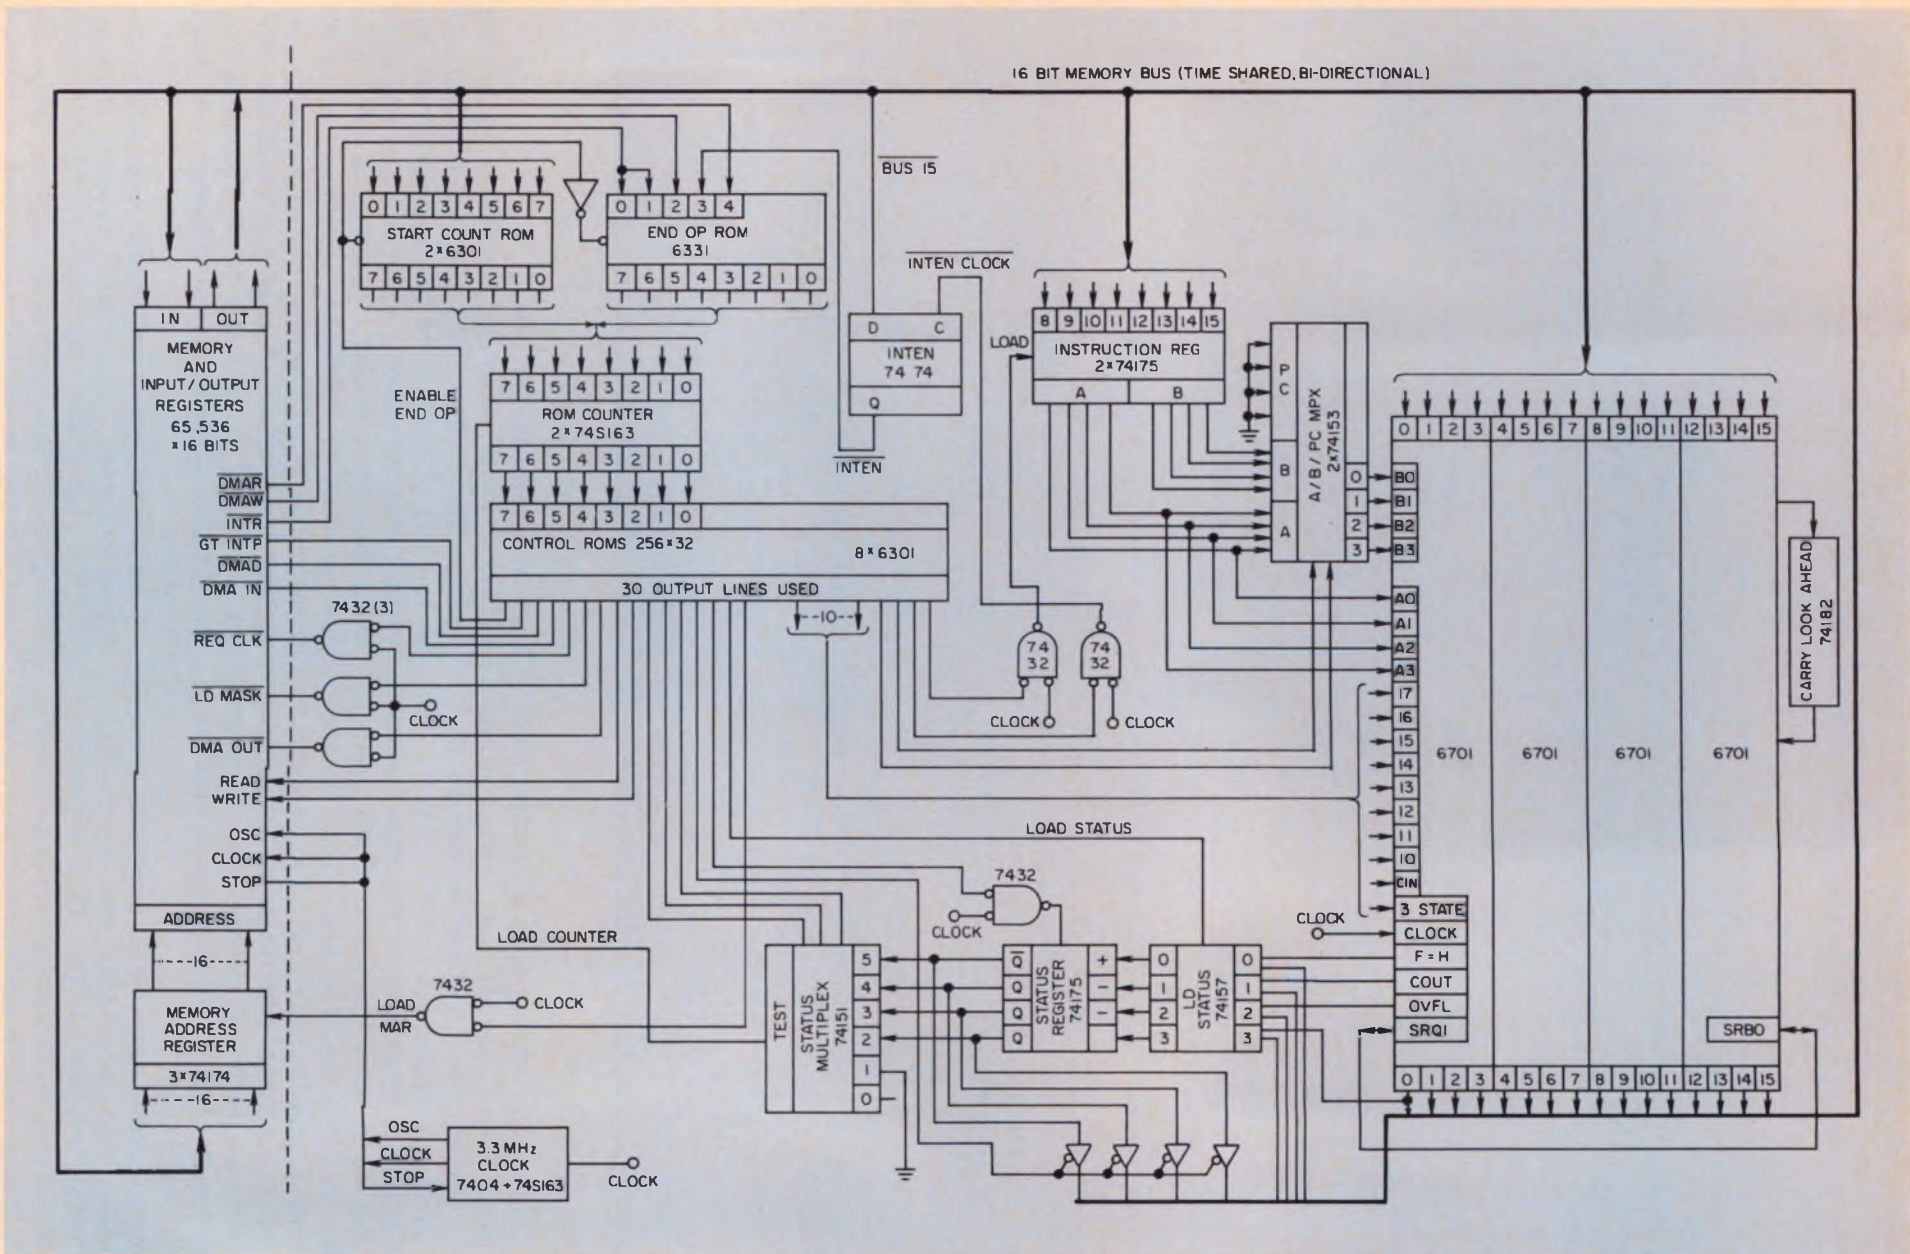 16 BIT MEMORY BUS (TIME SHARED, BI-DIRECTIONAL)
BUS 15
0 1 2 3 4 5 6 7
START COUNT ROM
2×6301
7 6 5 4 3 2 1 0
0 1 2 3 4
END OP ROM
6331
7 6 5 4 3 2 1 0
INTEN CLOCK
IN OUT
MEMORY
AND
INPUT/OUTPUT
REGISTERS
65,536
×16 BITS
DMAR
DMAW
INTR
GT INTP
DMAD
DMA IN
REQ CLK
LD MASK
DMA OUT
READ
WRITE
OSC
CLOCK
STOP
ADDRESS
16
MEMORY
ADDRESS
REGISTER
3×74174
16
7432 (3)
CLOCK
ENABLE
END OP
7 6 5 4 3 2 1 0
ROM COUNTER
2×74S163
7 6 5 4 3 2 1 0
7 6 5 4 3 2 1 0
CONTROL ROMS 256×32
8×6301
30 OUTPUT LINES USED
10
D C
INTEN
74 74
Q
INTEN
LOAD
8 9 10 11 12 13 14 15
INSTRUCTION REG
2×74175
A B
P
C
B
A
A/B/PC MPX
2×74153
0
1
2
3
74
32
74
32
CLOCK
CLOCK
0 1 2 3 4 5 6 7 8 9 10 11 12 13 14 15
B0
B1
B2
B3
A0
A1
A2
A3
17
16
15
14
13
12
11
10
CIN
3 STATE
CLOCK
F = H
COUT
OVFL
SRQ1
6701 6701 6701 6701
SRBO
0 1 2 3 4 5 6 7 8 9 10 11 12 13 14 15
CARRY LOOK AHEAD
74182
CLOCK
LOAD STATUS
7432
CLOCK
LOAD COUNTER
7432
LOAD
MAR
CLOCK
TEST
STATUS
MULTIPLEX
74151
5
4
3
2
1
0
Q
Q
Q
Q
STATUS
REGISTER
74175
+
-
-
0
1
2
3
LD
STATUS
74157
0
1
2
3
OSC
CLOCK
STOP
3.3 MHz
CLOCK
7404 + 74S163
CLOCK